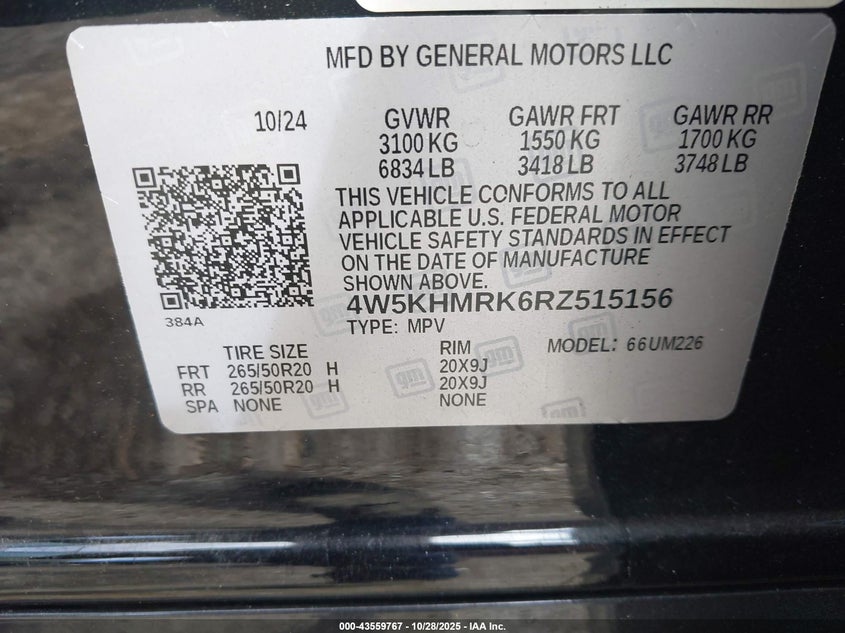 MFD BY GENERAL MOTORS LLC
10/24
GVWR GAWR FRT GAWR RR
3100 KG 1550 KG 1700 KG
6834 LB 3418 LB 3748 LB
THIS VEHICLE CONFORMS TO ALL
APPLICABLE U.S. FEDERAL MOTOR
VEHICLE SAFETY STANDARDS IN EFFECT
ON THE DATE OF MANUFACTURE
SHOWN ABOVE.
4W5KHMRK6RZ515156
384A
TYPE: MPV
TIRE SIZE RIM MODEL: 66UM226
FRT 265/50R20 H 20X9J
RR 265/50R20 H 20X9J
SPA NONE NONE
gm
000-43559767 - 10/28/2025 - IAA Inc.